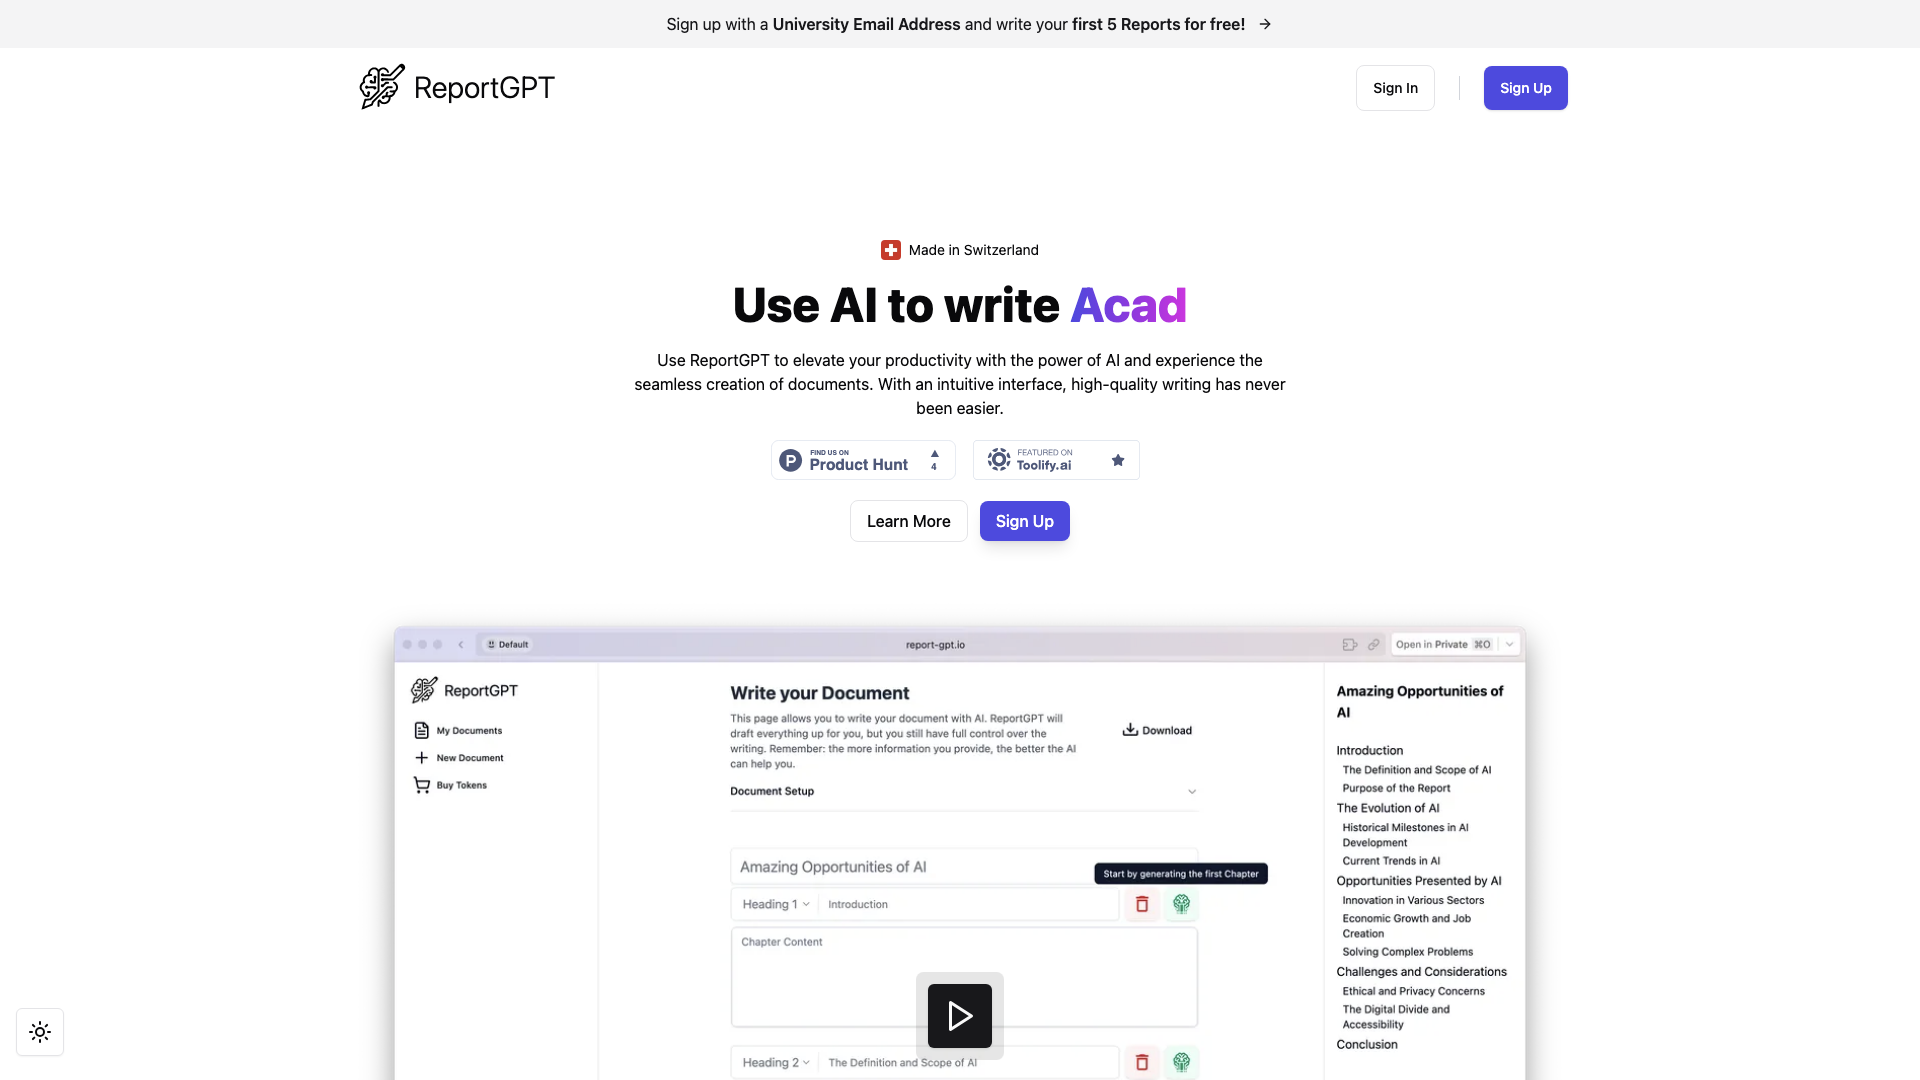 Sign up with a University Email Address and write your first 5 Reports for free! →
ReportGPT
Sign In
Sign Up
Made in Switzerland
Use AI to write Acad
Use ReportGPT to elevate your productivity with the power of AI and experience the
seamless creation of documents. With an intuitive interface, high-quality writing has never
been easier.
P
FIND US ON
Product Hunt
4
FEATURED ON
Toolify.ai
Learn More
Sign Up
Default
report-gpt.io
Open in Private ⌘O
ReportGPT
My Documents
New Document
Buy Tokens
Write your Document
This page allows you to write your document with AI. ReportGPT will
draft everything up for you, but you still have full control over the
writing. Remember: the more information you provide, the better the AI
can help you.
Download
Document Setup
Amazing Opportunities of AI
Start by generating the first Chapter
Heading 1
Introduction
Chapter Content
Heading 2
The Definition and Scope of AI
Amazing Opportunities of
AI
Introduction
The Definition and Scope of AI
Purpose of the Report
The Evolution of AI
Historical Milestones in AI
Development
Current Trends in AI
Opportunities Presented by AI
Innovation in Various Sectors
Economic Growth and Job
Creation
Solving Complex Problems
Challenges and Considerations
Ethical and Privacy Concerns
The Digital Divide and
Accessibility
Conclusion